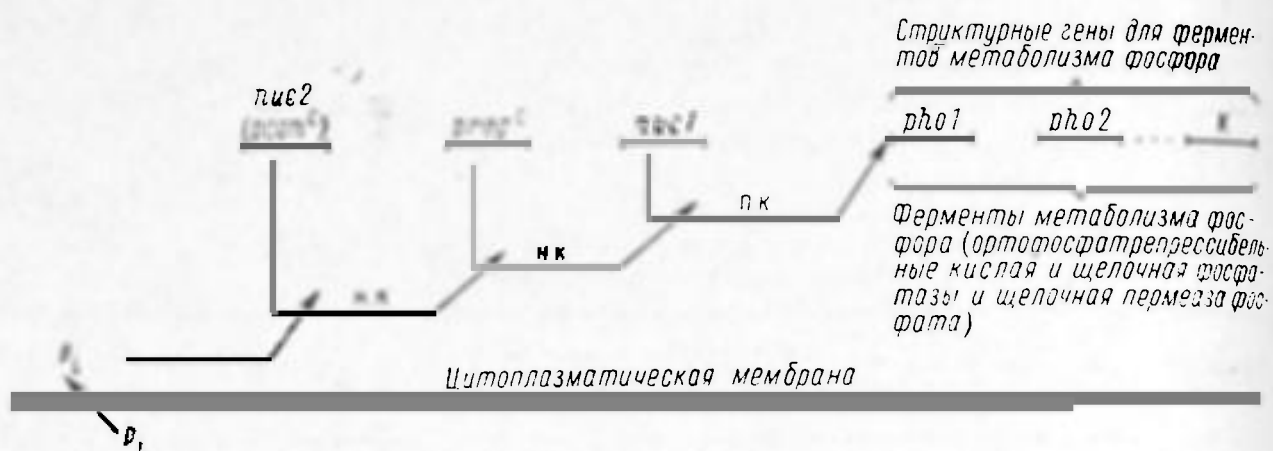 Структурные гены для фермен-
тов метаболизма фосфора
nuc2
pho1
pho2
пк
нк
Ферменты метаболизма фос-
фора (ортофосфатрепрессибель-
ные кислая и щелочная фосфа-
тазы и щелочная пермеаза фос-
фата)
Цитоплазматическая мембрана